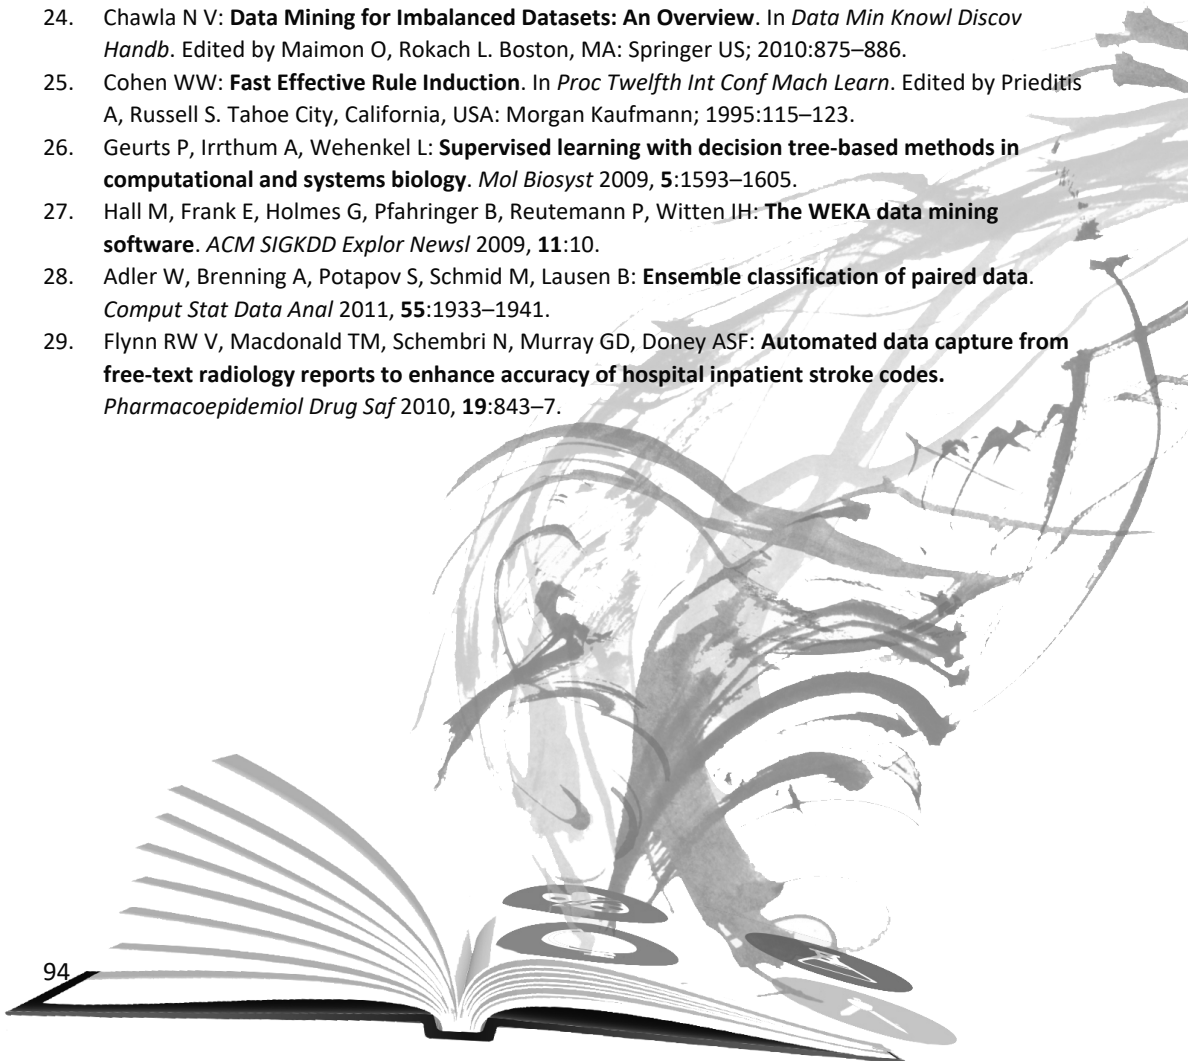 24. Chawla N V: Data Mining for Imbalanced Datasets: An Overview. In Data Min Knowl Discov
Handb. Edited by Maimon O, Rokach L. Boston, MA: Springer US; 2010:875–886.
25. Cohen WW: Fast Effective Rule Induction. In Proc Twelfth Int Conf Mach Learn. Edited by Prieditis
A, Russell S. Tahoe City, California, USA: Morgan Kaufmann; 1995:115–123.
26. Geurts P, Irrthum A, Wehenkel L: Supervised learning with decision tree-based methods in
computational and systems biology. Mol Biosyst 2009, 5:1593–1605.
27. Hall M, Frank E, Holmes G, Pfahringer B, Reutemann P, Witten IH: The WEKA data mining
software. ACM SIGKDD Explor Newsl 2009, 11:10.
28. Adler W, Brenning A, Potapov S, Schmid M, Lausen B: Ensemble classification of paired data.
Comput Stat Data Anal 2011, 55:1933–1941.
29. Flynn RW V, Macdonald TM, Schembri N, Murray GD, Doney ASF: Automated data capture from
free-text radiology reports to enhance accuracy of hospital inpatient stroke codes.
Pharmacoepidemiol Drug Saf 2010, 19:843–7.
94